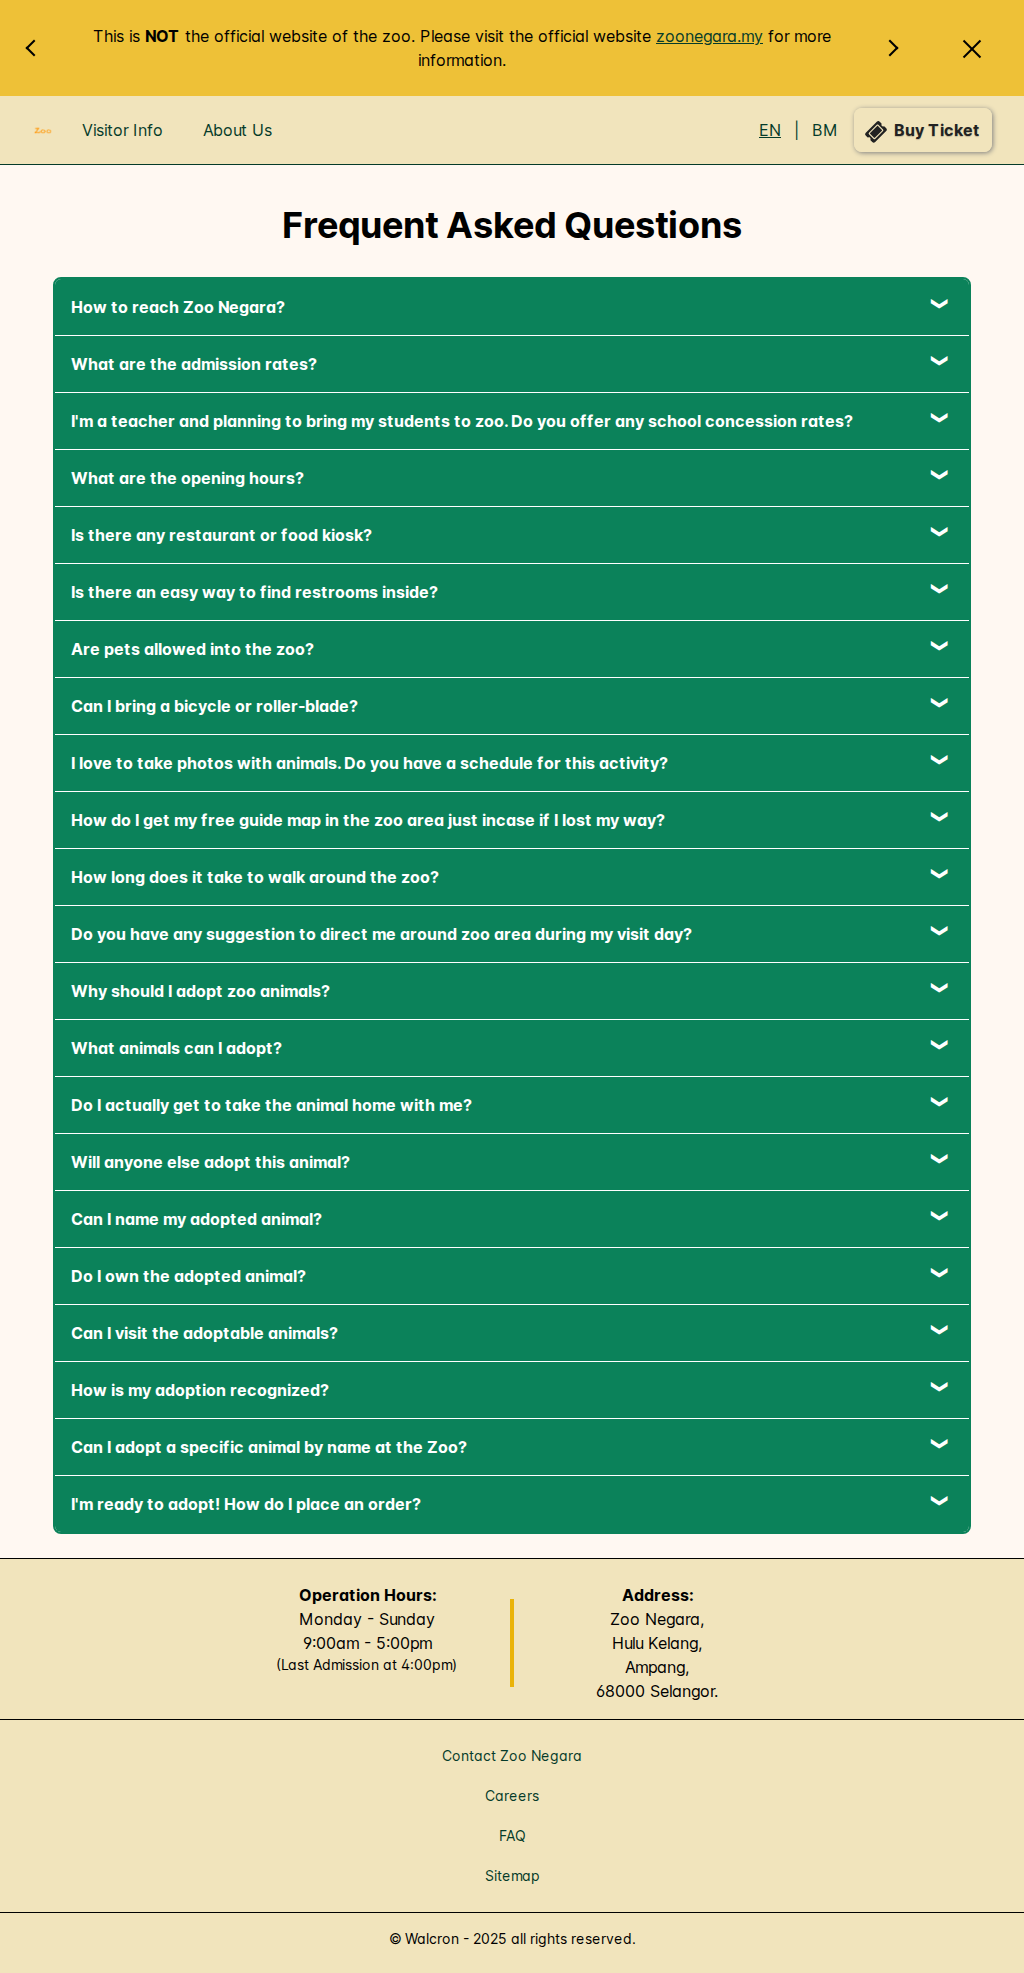 This is NOT the official website of the zoo. Please visit the official website zoonegara.my for more
information.
Zoo
Visitor Info
About Us
EN | BM
Buy Ticket
Frequent Asked Questions
How to reach Zoo Negara?
What are the admission rates?
I'm a teacher and planning to bring my students to zoo. Do you offer any school concession rates?
What are the opening hours?
Is there any restaurant or food kiosk?
Is there an easy way to find restrooms inside?
Are pets allowed into the zoo?
Can I bring a bicycle or roller-blade?
I love to take photos with animals. Do you have a schedule for this activity?
How do I get my free guide map in the zoo area just incase if I lost my way?
How long does it take to walk around the zoo?
Do you have any suggestion to direct me around zoo area during my visit day?
Why should I adopt zoo animals?
What animals can I adopt?
Do I actually get to take the animal home with me?
Will anyone else adopt this animal?
Can I name my adopted animal?
Do I own the adopted animal?
Can I visit the adoptable animals?
How is my adoption recognized?
Can I adopt a specific animal by name at the Zoo?
I'm ready to adopt! How do I place an order?
Operation Hours:
Monday - Sunday
9:00am - 5:00pm
(Last Admission at 4:00pm)
Address:
Zoo Negara,
Hulu Kelang,
Ampang,
68000 Selangor.
Contact Zoo Negara
Careers
FAQ
Sitemap
© Walcron - 2025 all rights reserved.